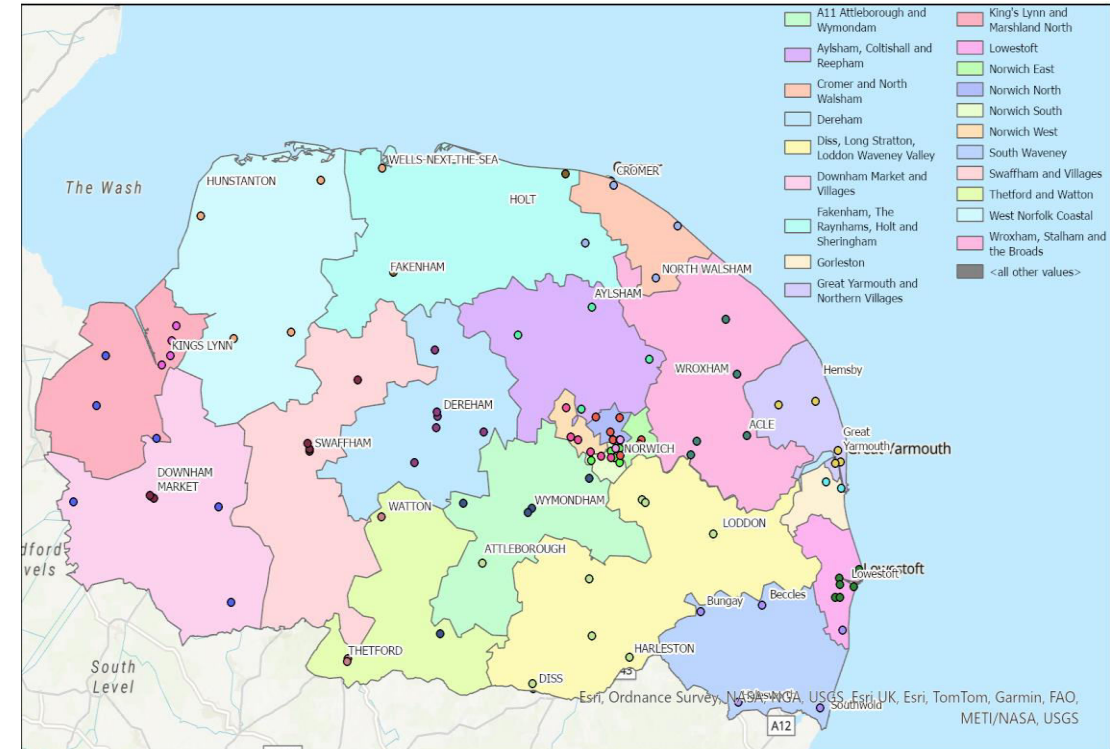 A11 Attleborough and
Wymondam
Aylsham, Coltishall and
Reepham
Cromer and North
Walsham
Dereham
Diss, Long Stratton,
Loddon Waveney Valley
Downham Market and
Villages
Fakenham, The
Raynhams, Holt and
Sheringham
Gorleston
Great Yarmouth and
Northern Villages
King's Lynn and
Marshland North
Lowestoft
Norwich East
Norwich North
Norwich South
Norwich West
South Waveney
Swaffham and Villages
Thetford and Watton
West Norfolk Coastal
Wroxham, Stalham and
the Broads
<all other values>
The Wash
HUNSTANTON
WELLS-NEXT-THE-SEA
CROMER
HOLT
FAKENHAM
NORTH WALSHAM
AYLSHAM
KINGS LYNN
WROXHAM
Hemsby
DEREHAM
ACLE
Great
Yarmouth
Great Yarmouth
SWAFFHAM
NORWICH
DOWNHAM
MARKET
WATTON
WYMONDHAM
LODDON
ATTLEBOROUGH
Lowestoft
Lowestoft
Bungay
Beccles
THETFORD
HARLESTON
South
Level
DISS
Southwold
A12
Esri, Ordnance Survey, NASA, NGA, USGS, Esri UK, Esri, TomTom, Garmin, FAO,
METI/NASA, USGS